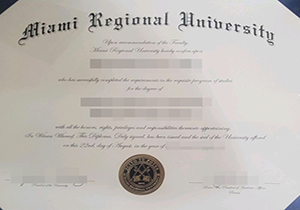 Miami Regional University
Upon recommendation of the Faculty,
Miami Regional University hereby confers upon
who has successfully completed the requirements in the requisite program of studies
for the degree of
with all the honors, rights, privileges and responsibilities thereunto appertaining
In Witness Whereof, This Diploma, Duly signed, has been issued and the seal of the University affixed
on this 22nd day of August, in the year of